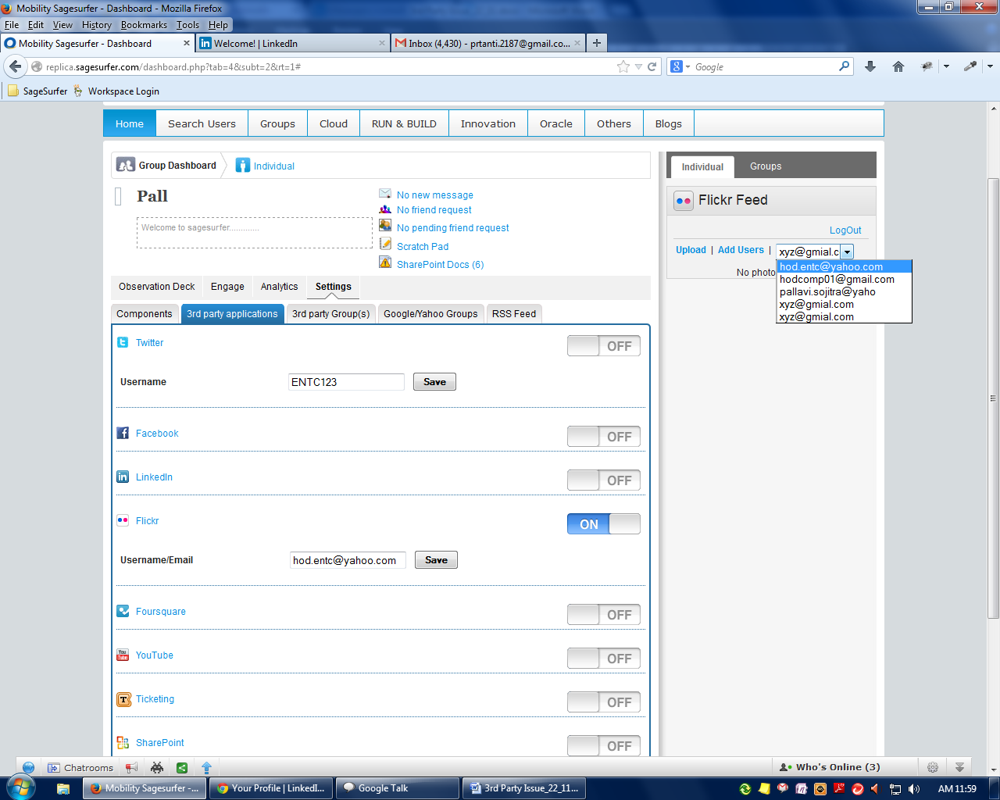 Mobility Sagesurfer - Dashboard - Mozilla Firefox
File Edit View History Bookmarks Tools Help
Mobility Sagesurfer - Dashboard
Welcome! | LinkedIn
Inbox (4,430) - prtanti.2187@gmail.co...
replica.sagesurfer.com/dashboard.php?tab=4&subt=2&rt=1#
Google
SageSurfer Workspace Login
Home Search Users Groups Cloud RUN & BUILD Innovation Oracle Others Blogs
Group Dashboard Individual
Individual Groups
Pall
Welcome to sagesurfer.............
No new message
No friend request
No pending friend request
Scratch Pad
SharePoint Docs (6)
Flickr Feed
LogOut
Upload | Add Users | xyz@gmial.c
No photo
hod.entc@yahoo.com
hodcomp01@gmail.com
pallavi.sojitra@yaho
xyz@gmial.com
xyz@gmial.com
Observation Deck Engage Analytics Settings
Components 3rd party applications 3rd party Group(s) Google/Yahoo Groups RSS Feed
Twitter OFF
Username ENTC123 Save
Facebook OFF
LinkedIn OFF
Flickr ON
Username/Email hod.entc@yahoo.com Save
Foursquare OFF
YouTube OFF
Ticketing OFF
SharePoint OFF
Chatrooms
Who's Online (3)
Mobility Sagesurfer -...
Your Profile | LinkedI...
Google Talk
3rd Party Issue_22_11...
AM 11:59